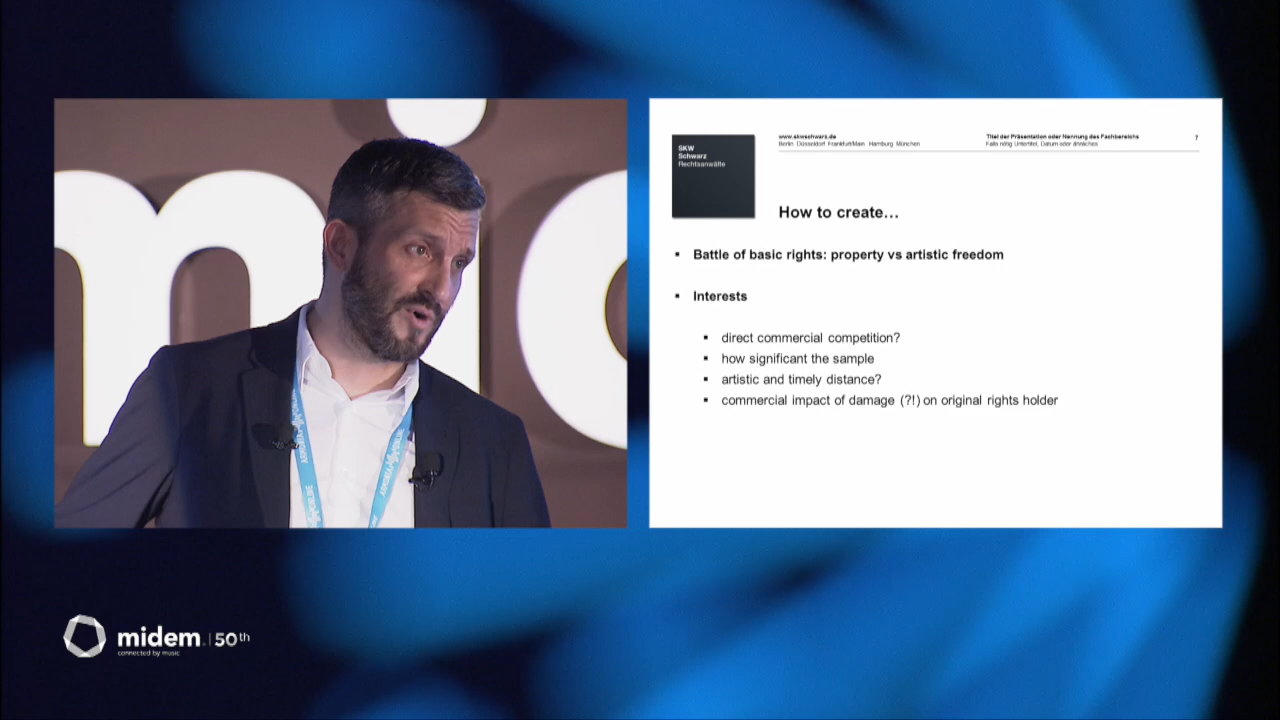 mid
SKW
Schwarz
Rechtsanwälte
www.skwschwarz.de
Berlin Düsseldorf Frankfurt/Main Hamburg München
Titel der Präsentation oder Nennung des Fachbereichs
Falls nötig Untertitel, Datum oder ähnliches
7
How to create…
▪ Battle of basic rights: property vs artistic freedom
▪ Interests
▪ direct commercial competition?
▪ how significant the sample
▪ artistic and timely distance?
▪ commercial impact of damage (?!) on original rights holder
midem. | 50th
connected by music